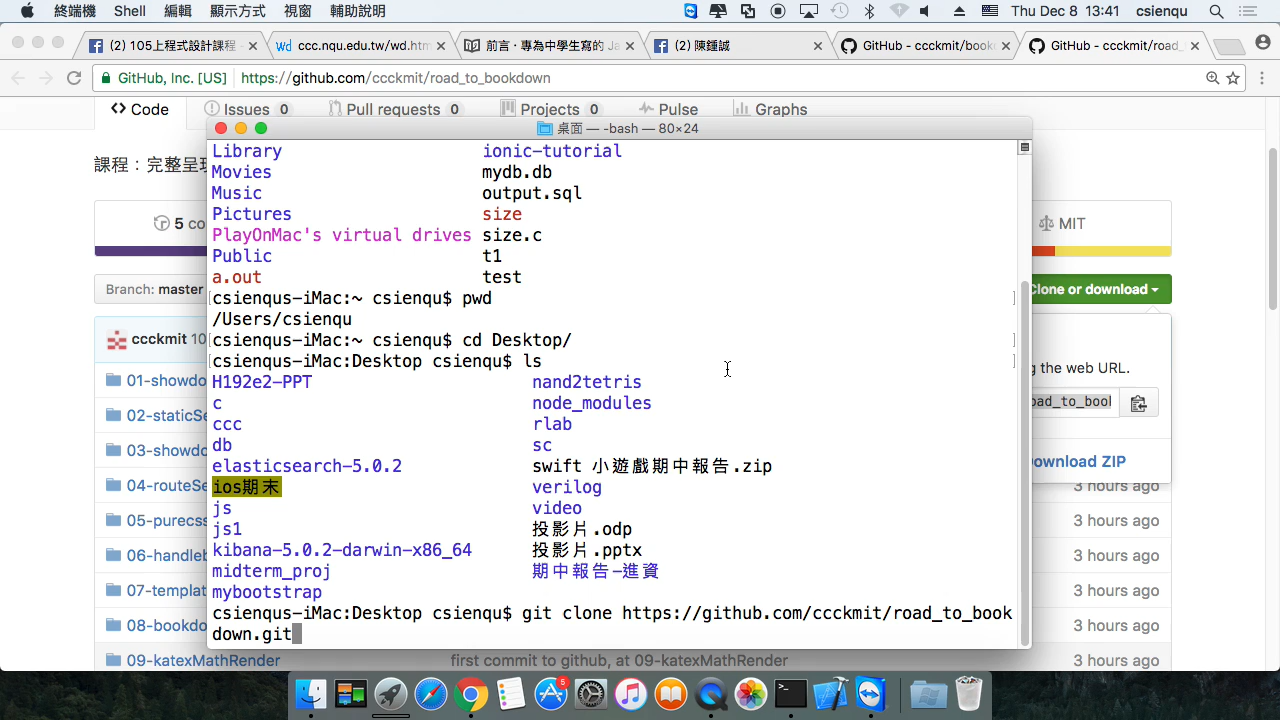 終端機 Shell 編輯 顯示方式 視窗 輔助說明 Thu Dec 8 13:41 csienqu
(2) 105上程式設計課程 - ccc.nqu.edu.tw/wd.htm 前言 · 專為中學生寫的 Ja (2) 陳鍾誠 GitHub - ccckmit/book GitHub - ccckmit/road_
GitHub, Inc. [US] https://github.com/ccckmit/road_to_bookdown
Code Issues 0 Pull requests 0 Projects 0 Pulse Graphs
桌面 — -bash — 80×24
課程：完整呈現
5 co
MIT
Branch: master
Clone or download
ccckmit 10
g the web URL.
oad_to_bool
ownload ZIP
01-showdo
02-staticSe
03-showdo
04-routeSe
05-purecss
06-handleb
07-templat
08-bookdo
09-katexMathRender first commit to github, at 09-katexMathRender 3 hours ago
3 hours ago
3 hours ago
3 hours ago
3 hours ago
3 hours ago
Library ionic-tutorial
Movies mydb.db
Music output.sql
Pictures size
PlayOnMac's virtual drives size.c
Public t1
a.out test
csienqus-iMac:~ csienqu$ pwd
/Users/csienqu
csienqus-iMac:~ csienqu$ cd Desktop/
csienqus-iMac:Desktop csienqu$ ls
H192e2-PPT nand2tetris
c node_modules
ccc rlab
db sc
elasticsearch-5.0.2 swift 小遊戲期中報告.zip
ios期末 verilog
js video
js1 投影片.odp
kibana-5.0.2-darwin-x86_64 投影片.pptx
midterm_proj 期中報告-進資
mybootstrap
csienqus-iMac:Desktop csienqu$ git clone https://github.com/ccckmit/road_to_book
down.git
5